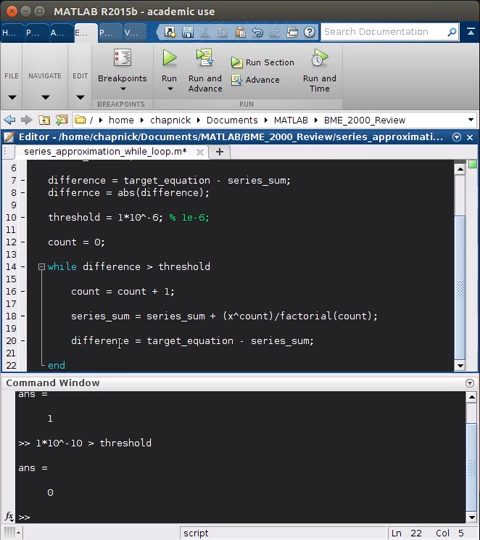 MATLAB R2015b - academic use
H... P... A... E... P... V...
Search Documentation
FILE NAVIGATE EDIT Breakpoints Run Run and Advance Run Section Advance Run and Time
BREAKPOINTS RUN
/ home chapnick Documents MATLAB BME_2000_Review
Editor - /home/chapnick/Documents/MATLAB/BME_2000_Review/series_approximati...
series_approximation_while_loop.m* × +
6
7 difference = target_equation - series_sum;
8 differnce = abs(difference);
9
10 threshold = 1*10^-6; % 1e-6;
11
12 count = 0;
13
14 while difference > threshold
15
16 count = count + 1;
17
18 series_sum = series_sum + (x^count)/factorial(count);
19
20 difference = target_equation - series_sum;
21
22 end
Command Window
ans =
1
>> 1*10^-10 > threshold
ans =
0
fx >>
script Ln 22 Col 5